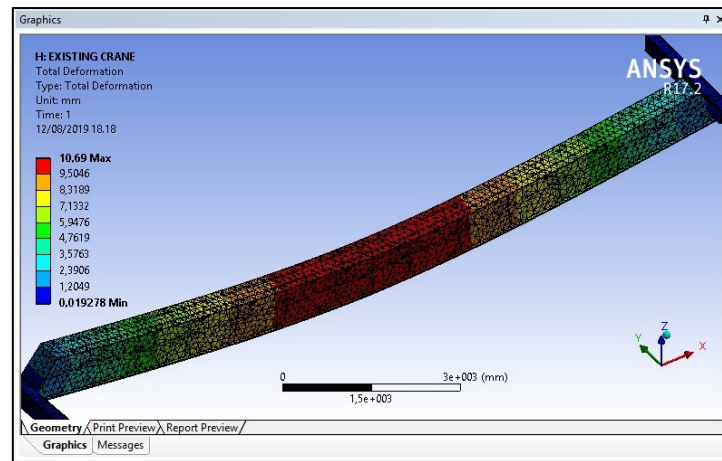 Graphics
H: EXISTING CRANE
Total Deformation
Type: Total Deformation
Unit: mm
Time: 1
12/08/2019 18.18
ANSYS
R17.2
10,69 Max
9,5046
8,3189
7,1332
5,9476
4,7619
3,5763
2,3906
1,2049
0,019278 Min
Z
Y
X
0
3e+003 (mm)
1,5e+003
Geometry Print Preview Report Preview
Graphics Messages